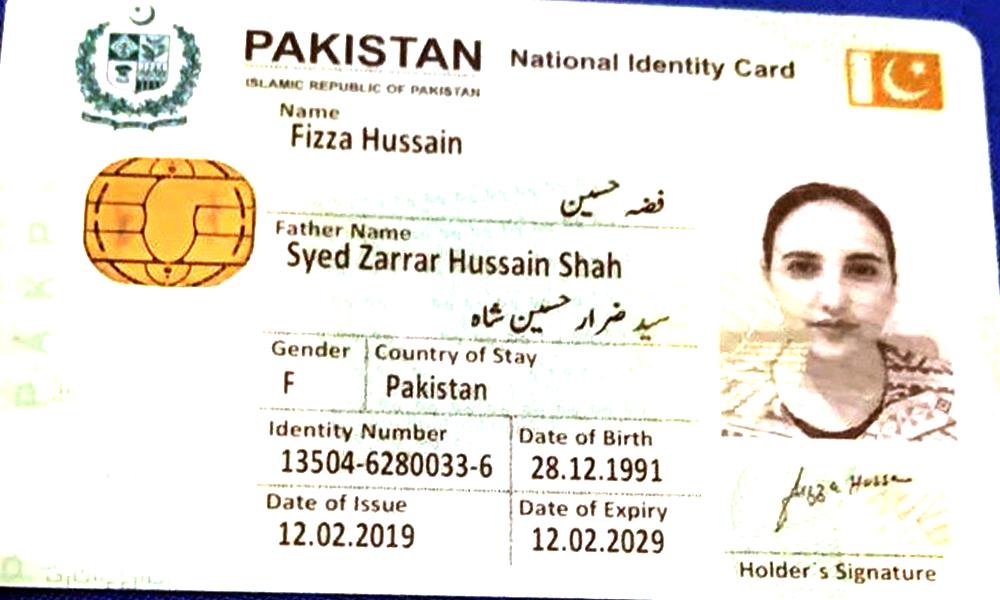 PAKISTAN National Identity Card
ISLAMIC REPUBLIC OF PAKISTAN
Name
Fizza Hussain
فضہ حسین
Father Name
Syed Zarrar Hussain Shah
سید ضرار حسین شاہ
Gender Country of Stay
F Pakistan
Identity Number Date of Birth
13504-6280033-6 28.12.1991
Date of Issue Date of Expiry
12.02.2019 12.02.2029
Fizza Hussa
Holder's Signature